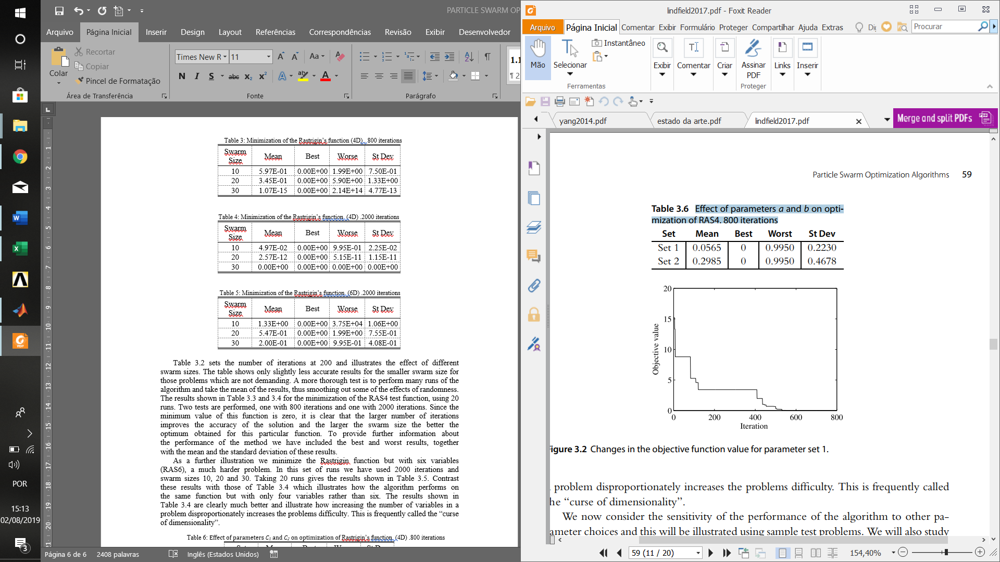 PARTICLE SWARM OP
Arquivo Página Inicial Inserir Design Layout Referências Correspondências Revisão Exibir Desenvolvedor
Colar
Recortar
Copiar
Pincel de Formatação
Área de Transferência
Times New R 11
Aa
N I S abc x₂ x²
Fonte
Parágrafo
1.1
¶ 2
Table 3: Minimization of the Rastrigin's function (4D). 800 iterations
Swarm Size Mean Best Worse St Dev
10 5.97E-01 0.00E+00 1.99E+00 7.50E-01
20 3.45E-01 0.00E+00 5.90E+00 1.33E+00
30 1.07E-15 0.00E+00 2.14E+14 4.77E-13
Table 4: Minimization of the Rastrigin's function (4D) .2000 iterations
Swarm Size Mean Best Worse St Dev
10 4.97E-02 0.00E+00 9.95E-01 2.25E-02
20 2.57E-12 0.00E+00 5.15E-11 1.15E-11
30 0.00E+00 0.00E+00 0.00E+00 0.00E+00
Table 5: Minimization of the Rastrigin's function (6D) .2000 iterations
Swarm Size Mean Best Worse St Dev
10 1.33E+00 0.00E+00 3.75E+04 1.06E+00
20 5.47E-01 0.00E+00 1.99E+00 7.55E-01
30 2.00E-01 0.00E+00 9.95E-01 4.08E-01
Table 3.2 sets the number of iterations at 200 and illustrates the effect of different
swarm sizes. The table shows only slightly less accurate results for the smaller swarm size for
those problems which are not demanding. A more thorough test is to perform many runs of the
algorithm and take the mean of the results, thus smoothing out some of the effects of randomness.
The results shown in Table 3.3 and 3.4 for the minimization of the RAS4 test function, using 20
runs. Two tests are performed, one with 800 iterations and one with 2000 iterations. Since the
minimum value of this function is zero, it is clear that the larger number of iterations
improves the accuracy of the solution and the larger the swarm size the better the
optimum obtained for this particular function. To provide further information about
the performance of the method we have included the best and worst results, together
with the mean and the standard deviation of these results.
As a further illustration we minimize the Rastrigin function but with six variables
(RAS6), a much harder problem. In this set of runs we have used 2000 iterations and
swarm sizes 10, 20 and 30. Taking 20 runs gives the results shown in Table 3.5. Contrast
these results with those of Table 3.4 which illustrates how the algorithm performs on
the same function but with only four variables rather than six. The results shown in
Table 3.4 are clearly much better and illustrate how increasing the number of variables in a
problem disproportionately increases the problems difficulty. This is frequently called the “curse
of dimensionality”.
Table 6: Effect of parameters C₁ and C₂ on optimization of Rastrigin's function (4D) .800 iterations
Página 6 de 6 2408 palavras Inglês (Estados Unidos)
POR
15:13
02/08/2019
3
lindfield2017.pdf - Foxit Reader
Arquivo Página Inicial Comentar Exibir Formulário Proteger Compartilhar Ajuda Extras Di Procurar
Mão
Selecionar
Instantâneo
Ferramentas
Exibir
Comentar
Criar
Assinar PDF
Proteger
Links
Inserir
yang2014.pdf estado da arte.pdf lindfield2017.pdf
Merge and split PDFs
Particle Swarm Optimization Algorithms 59
Table 3.6 Effect of parameters a and b on opti-
mization of RAS4. 800 iterations
Set Mean Best Worst St Dev
Set 1 0.0565 0 0.9950 0.2230
Set 2 0.2985 0 0.9950 0.4678
20
15
10
5
0
Objective value
0 200 400 600 800
Iteration
igure 3.2 Changes in the objective function value for parameter set 1.
problem disproportionately increases the problems difficulty. This is frequently called
he “curse of dimensionality”.
We now consider the sensitivity of the performance of the algorithm to other pa-
ameter choices and this will be illustrated using sample test problems. We will also study
59 (11 / 20)
154,40%